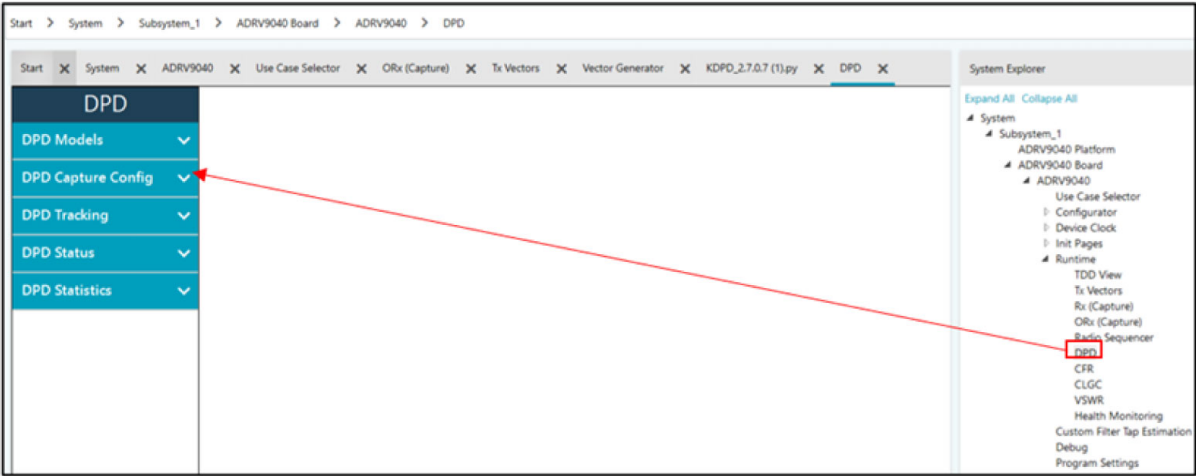 Start > System > Subsystem_1 > ADRV9040 Board > ADRV9040 > DPD
Start X System X ADRV9040 X Use Case Selector X ORx (Capture) X Tx Vectors X Vector Generator X KDPD_2.7.0.7 (1).py X DPD X
DPD
DPD Models
DPD Capture Config
DPD Tracking
DPD Status
DPD Statistics
System Explorer
Expand All Collapse All
System
Subsystem_1
ADRV9040 Platform
ADRV9040 Board
ADRV9040
Use Case Selector
Configurator
Device Clock
Init Pages
Runtime
TDD View
Tx Vectors
Rx (Capture)
ORx (Capture)
Radio Sequencer
DPD
CFR
CLGC
VSWR
Health Monitoring
Custom Filter Tap Estimation
Debug
Program Settings